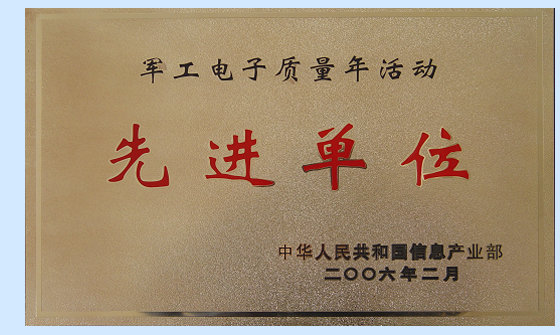 军工电子质量年活动
先进单位
中华人民共和国信息产业部
二〇〇六年二月